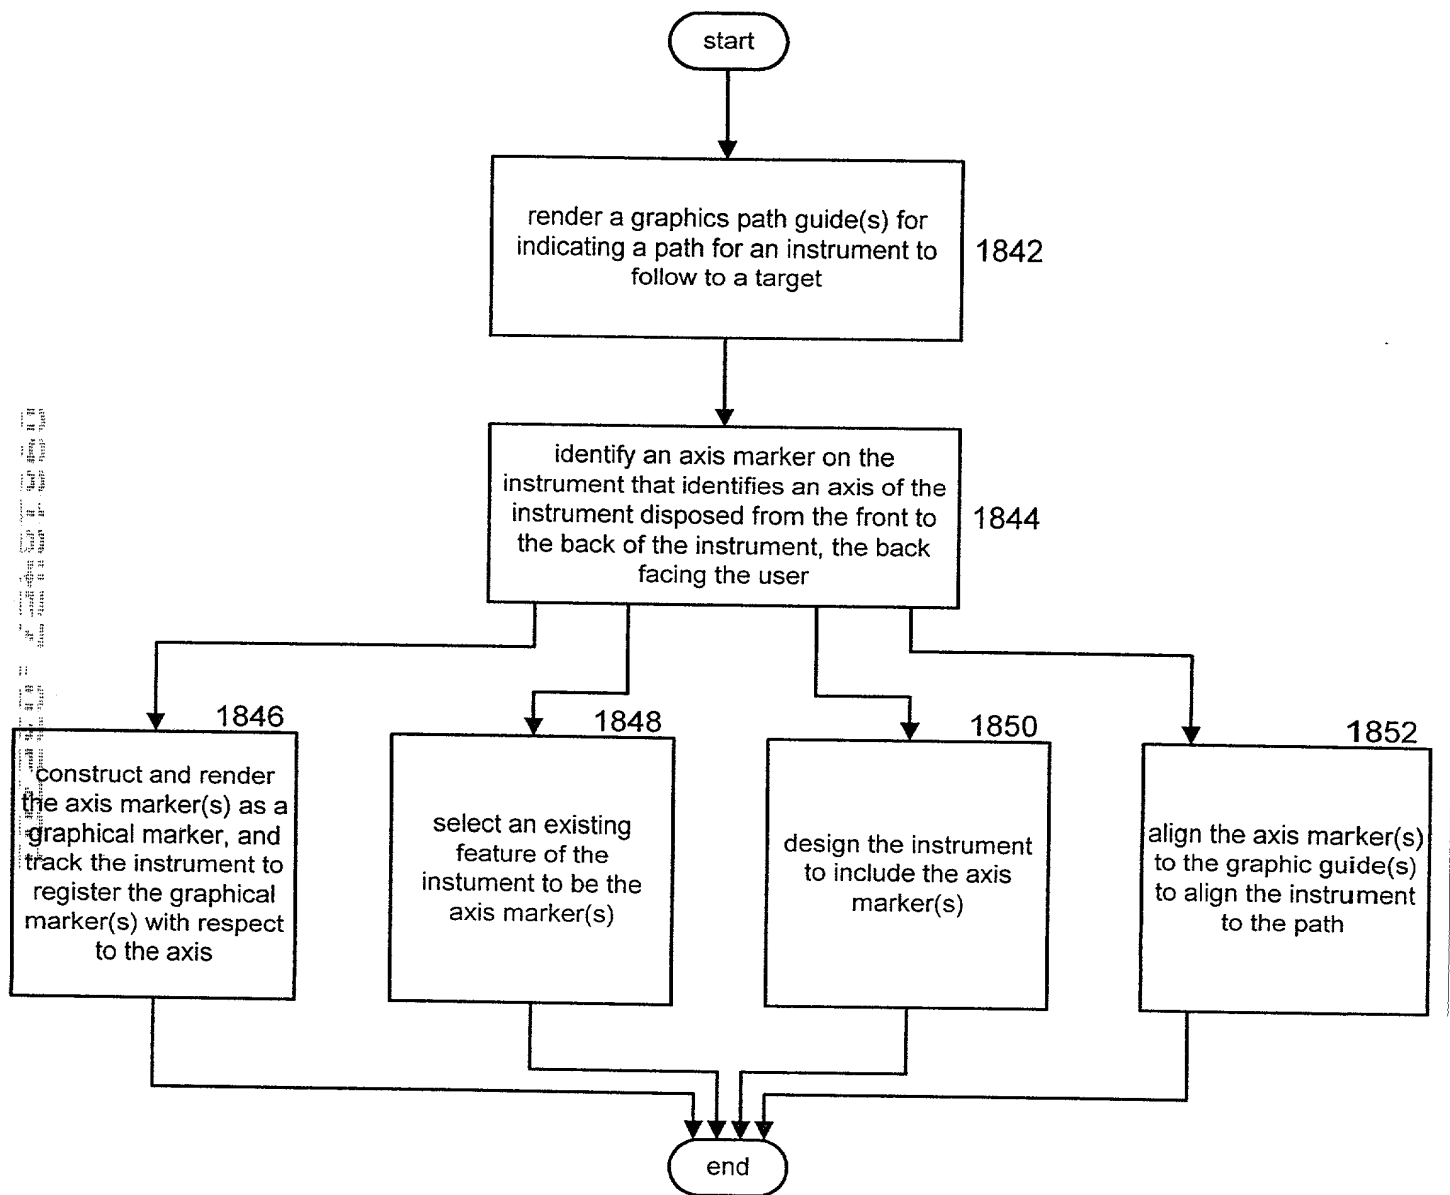 start
render a graphics path guide(s) for
indicating a path for an instrument to
follow to a target
1842
identify an axis marker on the
instrument that identifies an axis of the
instrument disposed from the front to
the back of the instrument, the back
facing the user
1844
1846
construct and render
the axis marker(s) as a
graphical marker, and
track the instrument to
register the graphical
marker(s) with respect
to the axis
1848
select an existing
feature of the
instument to be the
axis marker(s)
1850
design the instrument
to include the axis
marker(s)
1852
align the axis marker(s)
to the graphic guide(s)
to align the instrument
to the path
end